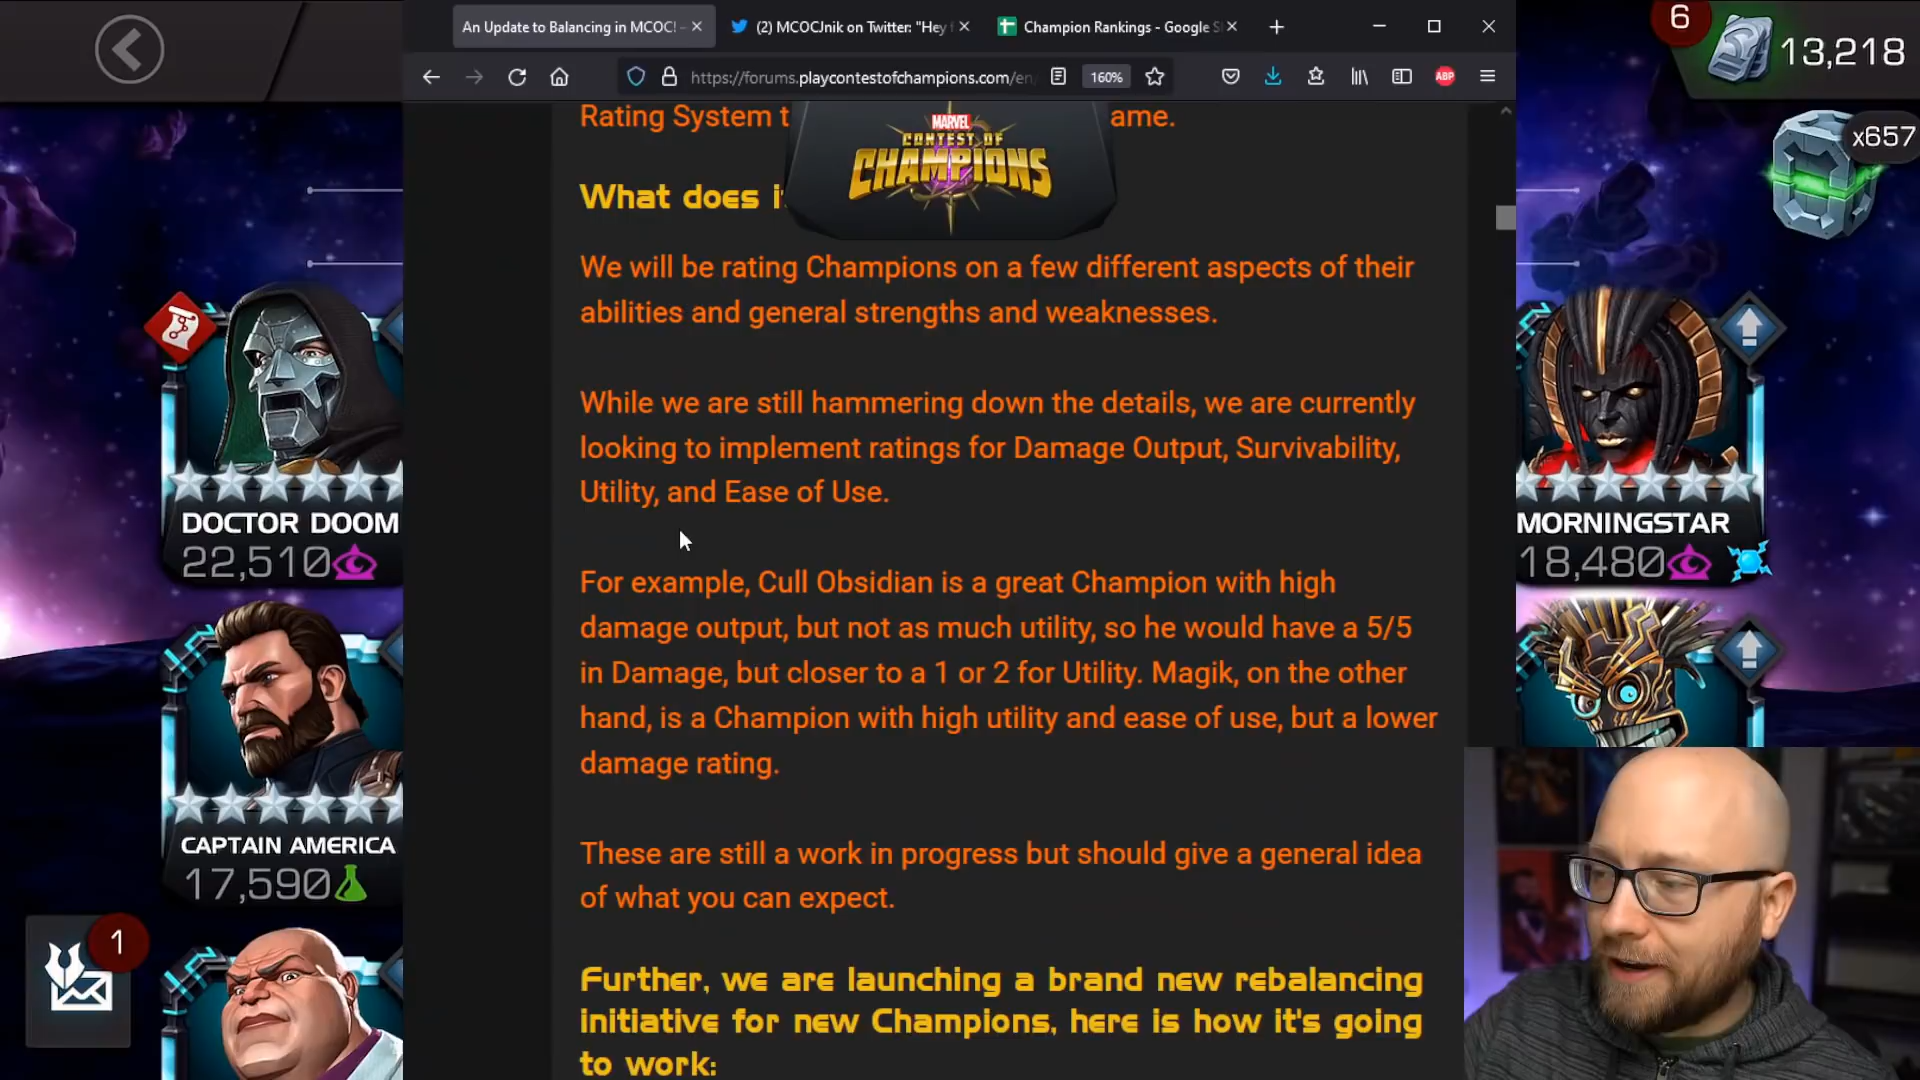 An Update to Balancing in MCOC! –
(2) MCOCJnik on Twitter: "Hey f
Champion Rankings - Google S
6
13,218
https://forums.playcontestofchampions.com/en
160%
ABP
x657
Rating System t
ame.
MARVEL
CONTEST OF
CHAMPIONS
What does i
We will be rating Champions on a few different aspects of their
abilities and general strengths and weaknesses.
While we are still hammering down the details, we are currently
looking to implement ratings for Damage Output, Survivability,
Utility, and Ease of Use.
For example, Cull Obsidian is a great Champion with high
damage output, but not as much utility, so he would have a 5/5
in Damage, but closer to a 1 or 2 for Utility. Magik, on the other
hand, is a Champion with high utility and ease of use, but a lower
damage rating.
These are still a work in progress but should give a general idea
of what you can expect.
Further, we are launching a brand new rebalancing
initiative for new Champions, here is how it's going
to work:
DOCTOR DOOM
22,510
CAPTAIN AMERICA
17,590
1
MORNINGSTAR
18,480